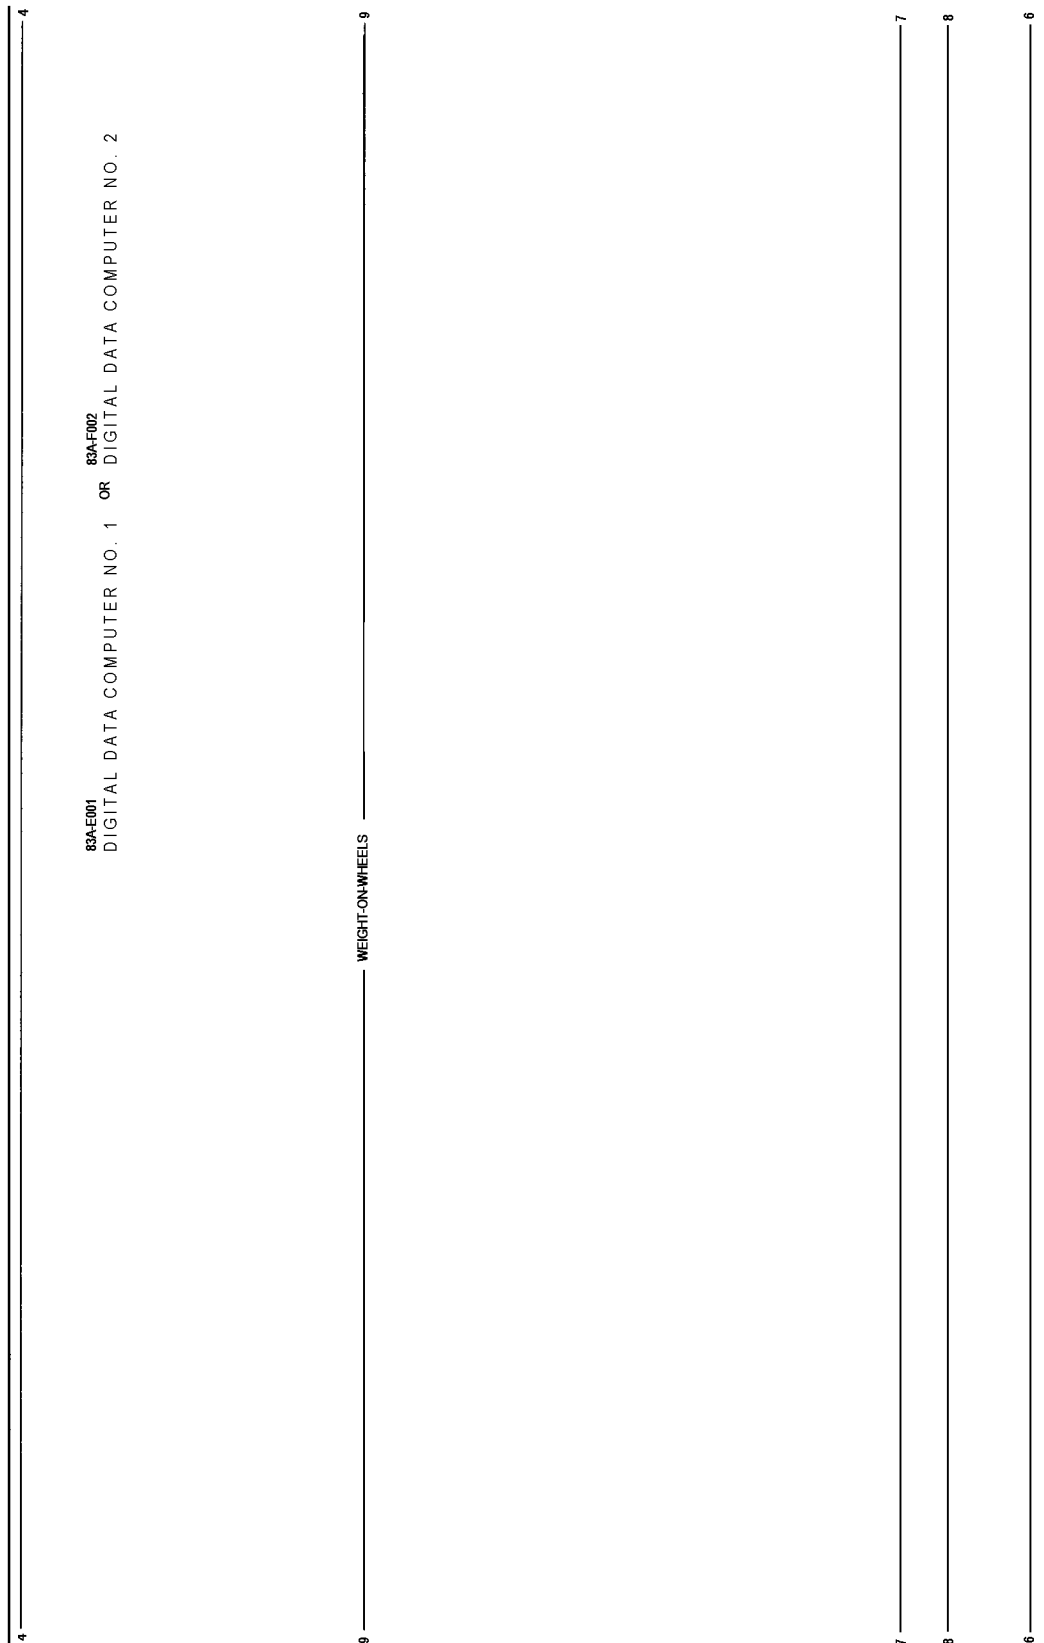 4 4
83A-E001 83A-F002
DIGITAL DATA COMPUTER NO. 1 OR DIGITAL DATA COMPUTER NO. 2
9 WEIGHT-ON-WHEELS 9
7 7
8 8
6 6